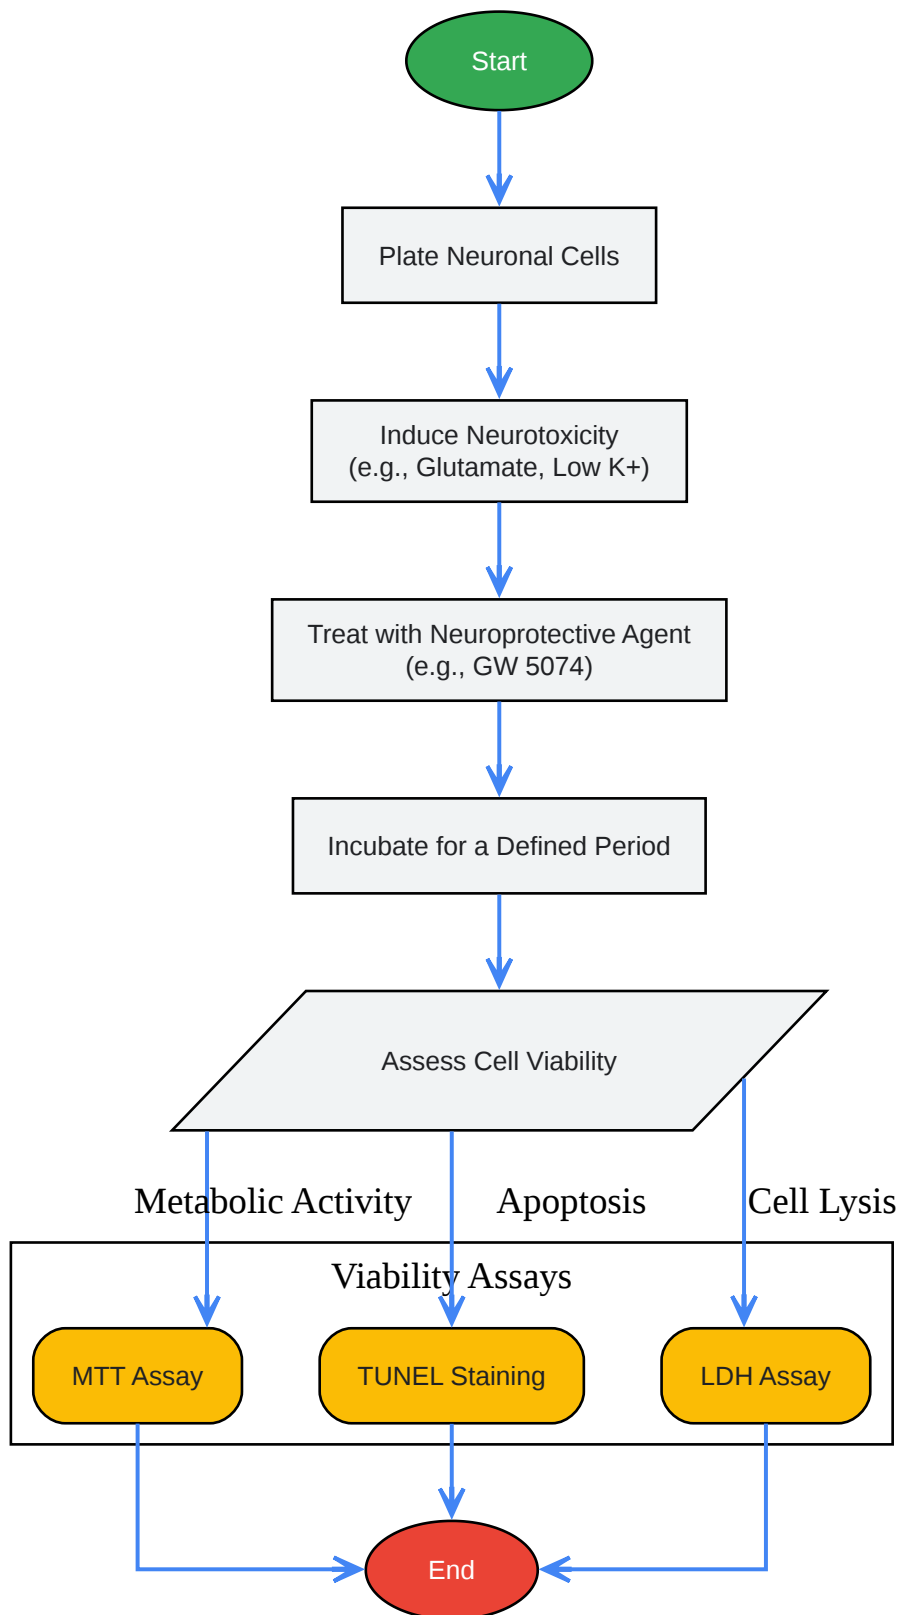 Start
Plate Neuronal Cells
Induce Neurotoxicity
(e.g., Glutamate, Low K+)
Treat with Neuroprotective Agent
(e.g., GW 5074)
Incubate for a Defined Period
Assess Cell Viability
Metabolic Activity
Apoptosis
Cell Lysis
Viability Assays
MTT Assay
TUNEL Staining
LDH Assay
End